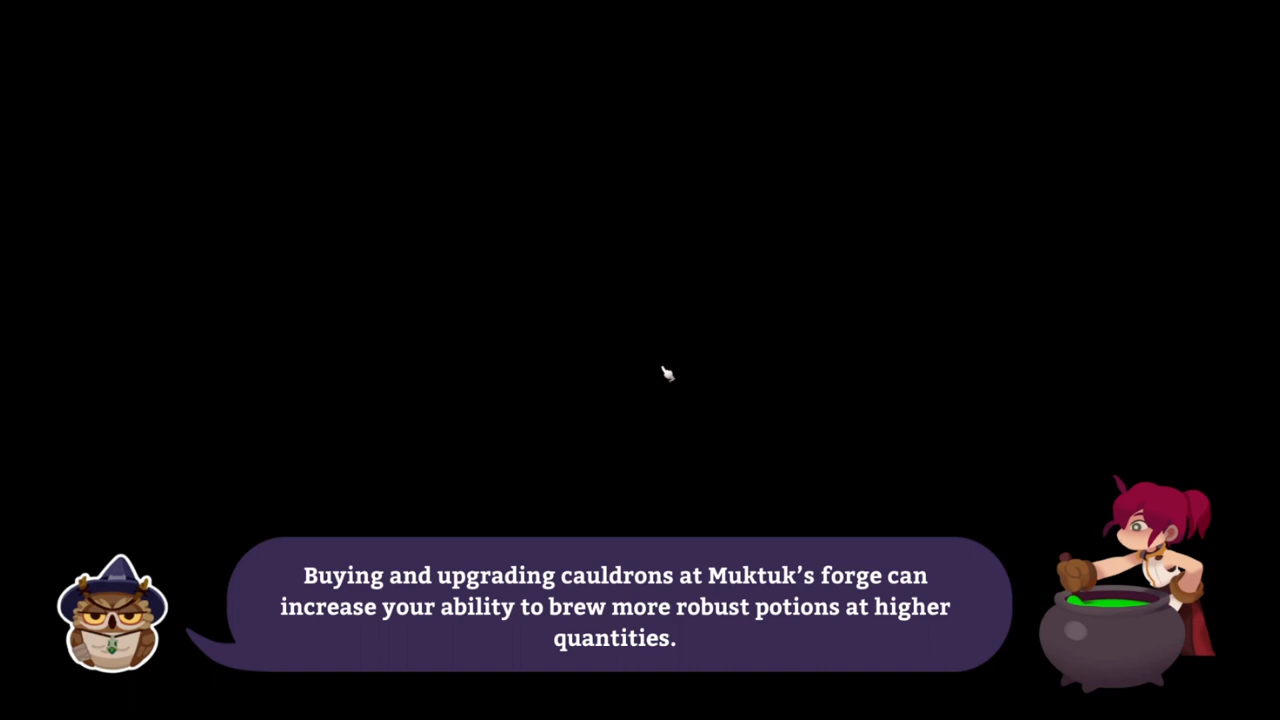 Buying and upgrading cauldrons at Muktuk’s forge can
increase your ability to brew more robust potions at higher
quantities.